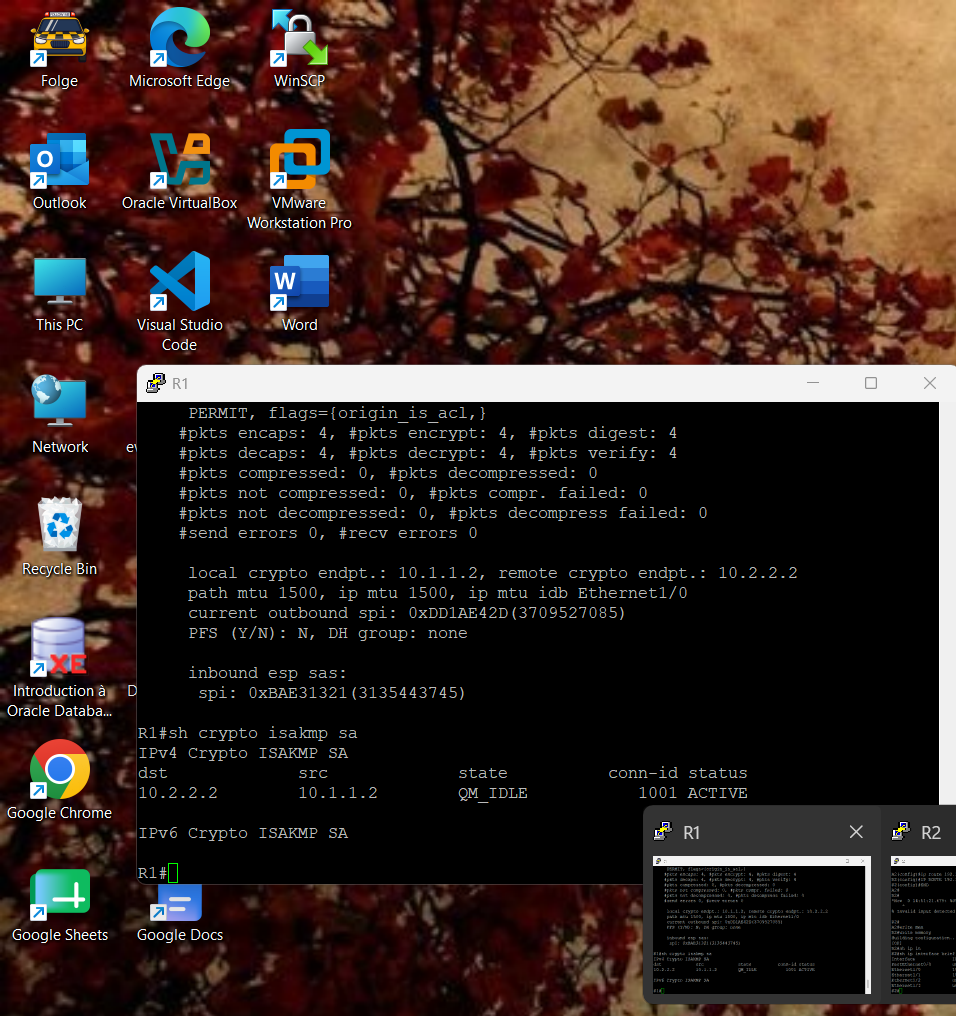 Folge
Microsoft Edge
WinSCP
Outlook
Oracle VirtualBox
VMware
Workstation Pro
This PC
Visual Studio
Code
Word
Network
Recycle Bin
Introduction à
Oracle Databa...
Google Chrome
Google Sheets
Google Docs
R1
PERMIT, flags={origin_is_acl,}
#pkts encaps: 4, #pkts encrypt: 4, #pkts digest: 4
#pkts decaps: 4, #pkts decrypt: 4, #pkts verify: 4
#pkts compressed: 0, #pkts decompressed: 0
#pkts not compressed: 0, #pkts compr. failed: 0
#pkts not decompressed: 0, #pkts decompress failed: 0
#send errors 0, #recv errors 0
local crypto endpt.: 10.1.1.2, remote crypto endpt.: 10.2.2.2
path mtu 1500, ip mtu 1500, ip mtu idb Ethernet1/0
current outbound spi: 0xDD1AE42D(3709527085)
PFS (Y/N): N, DH group: none
inbound esp sas:
spi: 0xBAE31321(3135443745)
R1#sh crypto isakmp sa
IPv4 Crypto ISAKMP SA
dst src state conn-id status
10.2.2.2 10.1.1.2 QM_IDLE 1001 ACTIVE
IPv6 Crypto ISAKMP SA
R1#
R1
R2